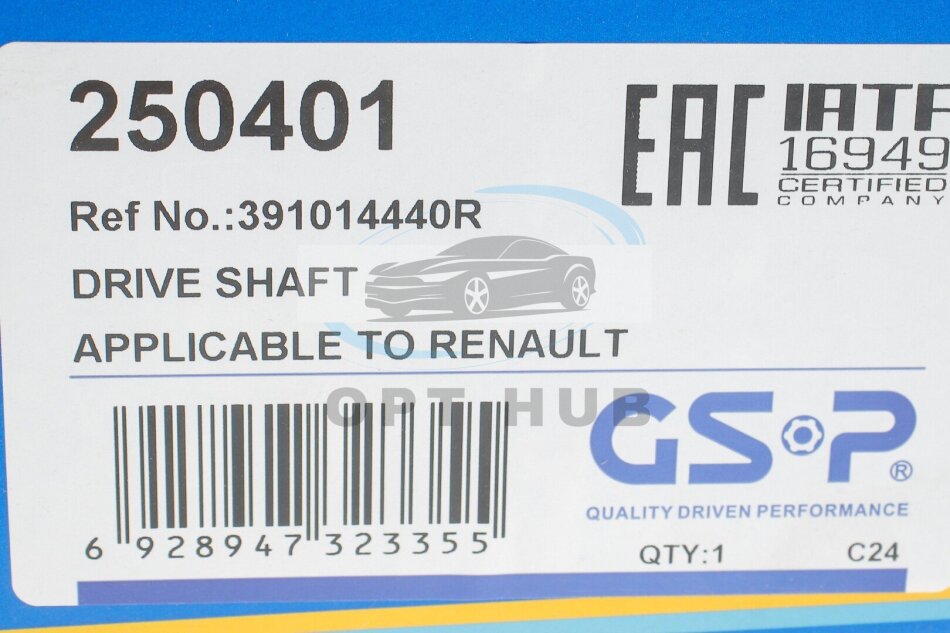 250401
EAC
IATF
16949
CERTIFIED
COMPANY
Ref No.:391014440R
DRIVE SHAFT
APPLICABLE TO RENAULT
OPT HUB
GSP®
QUALITY DRIVEN PERFORMANCE
6 928947 323355
QTY:1
C24